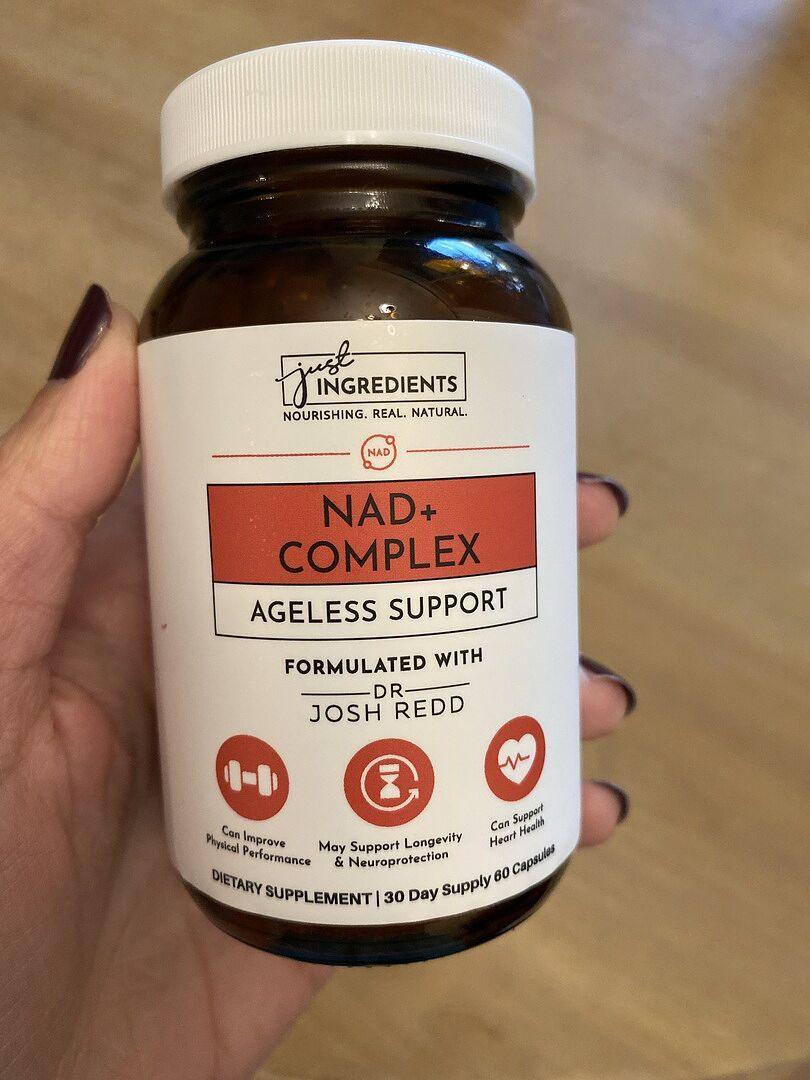 just
INGREDIENTS
NOURISHING. REAL. NATURAL.
NAD
NAD+
COMPLEX
AGELESS SUPPORT
FORMULATED WITH
DR
JOSH REDD
Can Improve
Physical Performance
May Support Longevity
& Neuroprotection
Can Support
Heart Health
DIETARY SUPPLEMENT | 30 Day Supply 60 Capsules